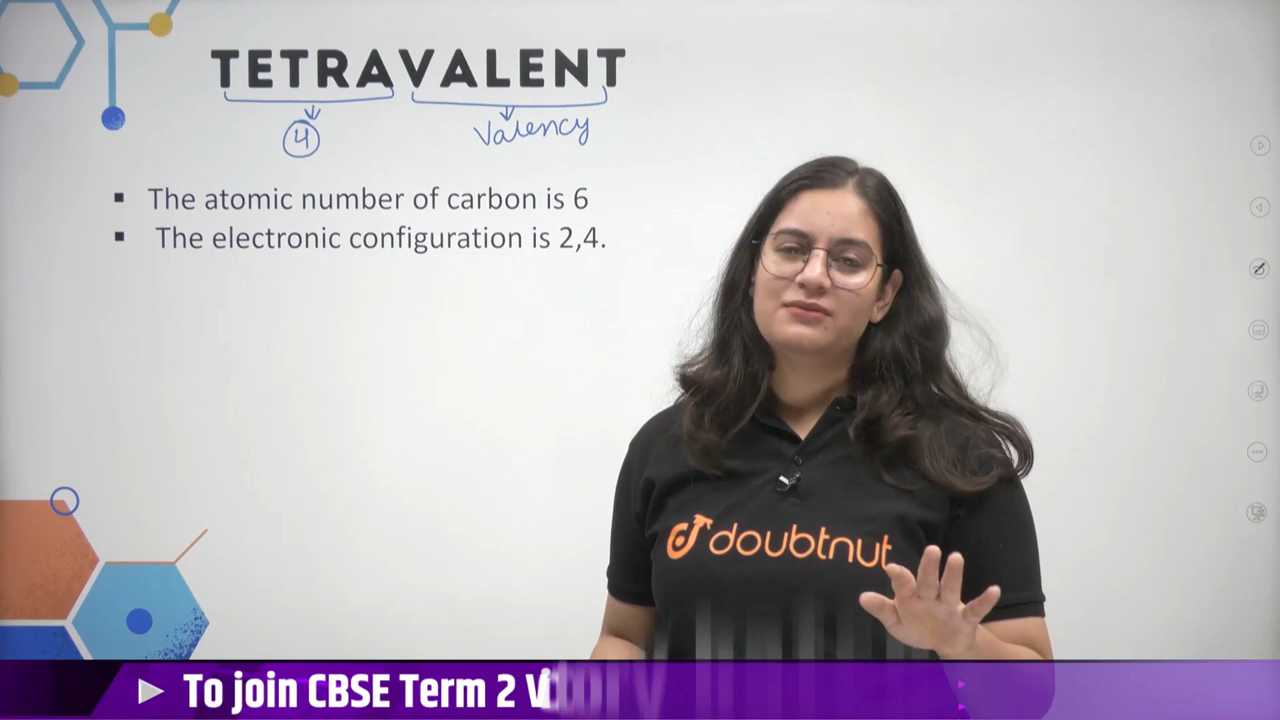 TETRAVALENT
4
Valency
▪ The atomic number of carbon is 6
▪ The electronic configuration is 2,4.
doubtnut
To join CBSE Term 2